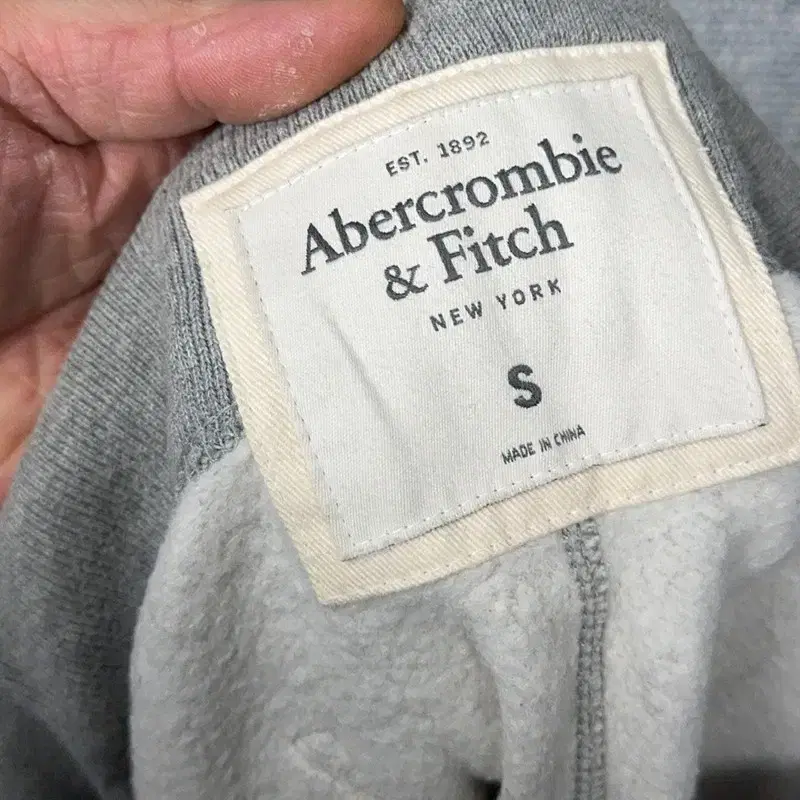 EST. 1892
Abercrombie
& Fitch
NEW YORK
S
MADE IN CHINA